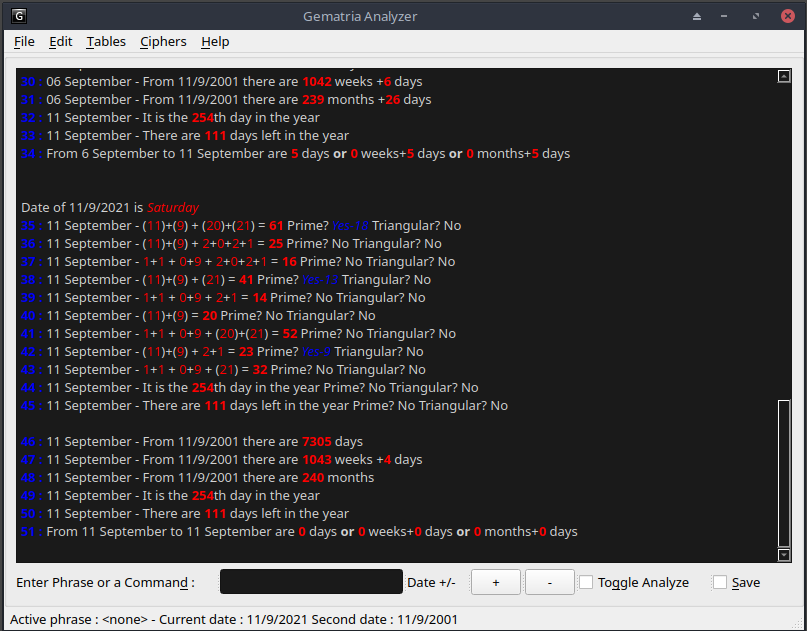 G Gematria Analyzer
File Edit Tables Ciphers Help
30 : 06 September - From 11/9/2001 there are 1042 weeks +6 days
31 : 06 September - From 11/9/2001 there are 239 months +26 days
32 : 11 September - It is the 254th day in the year
33 : 11 September - There are 111 days left in the year
34 : From 6 September to 11 September are 5 days or 0 weeks+5 days or 0 months+5 days
Date of 11/9/2021 is Saturday
35 : 11 September - (11)+(9) + (20)+(21) = 61 Prime? Triangular? No
36 : 11 September - (11)+(9) + 2+0+2+1 = 25 Prime? No Triangular? No
37 : 11 September - 1+1 + 0+9 + 2+0+2+1 = 16 Prime? No Triangular? No
38 : 11 September - (11)+(9) + (21) = 41 Prime? Triangular? No
39 : 11 September - 1+1 + 0+9 + 2+1 = 14 Prime? No Triangular? No
40 : 11 September - (11)+(9) = 20 Prime? No Triangular? No
41 : 11 September - 1+1 + 0+9 + (20)+(21) = 52 Prime? No Triangular? No
42 : 11 September - (11)+(9) + 2+1 = 23 Prime? Triangular? No
43 : 11 September - 1+1 + 0+9 + (21) = 32 Prime? No Triangular? No
44 : 11 September - It is the 254th day in the year Prime? No Triangular? No
45 : 11 September - There are 111 days left in the year Prime? No Triangular? No
46 : 11 September - From 11/9/2001 there are 7305 days
47 : 11 September - From 11/9/2001 there are 1043 weeks +4 days
48 : 11 September - From 11/9/2001 there are 240 months
49 : 11 September - It is the 254th day in the year
50 : 11 September - There are 111 days left in the year
51 : From 11 September to 11 September are 0 days or 0 weeks+0 days or 0 months+0 days
Enter Phrase or a Command : Date +/- + - Toggle Analyze Save
Active phrase : <none> - Current date : 11/9/2021 Second date : 11/9/2001